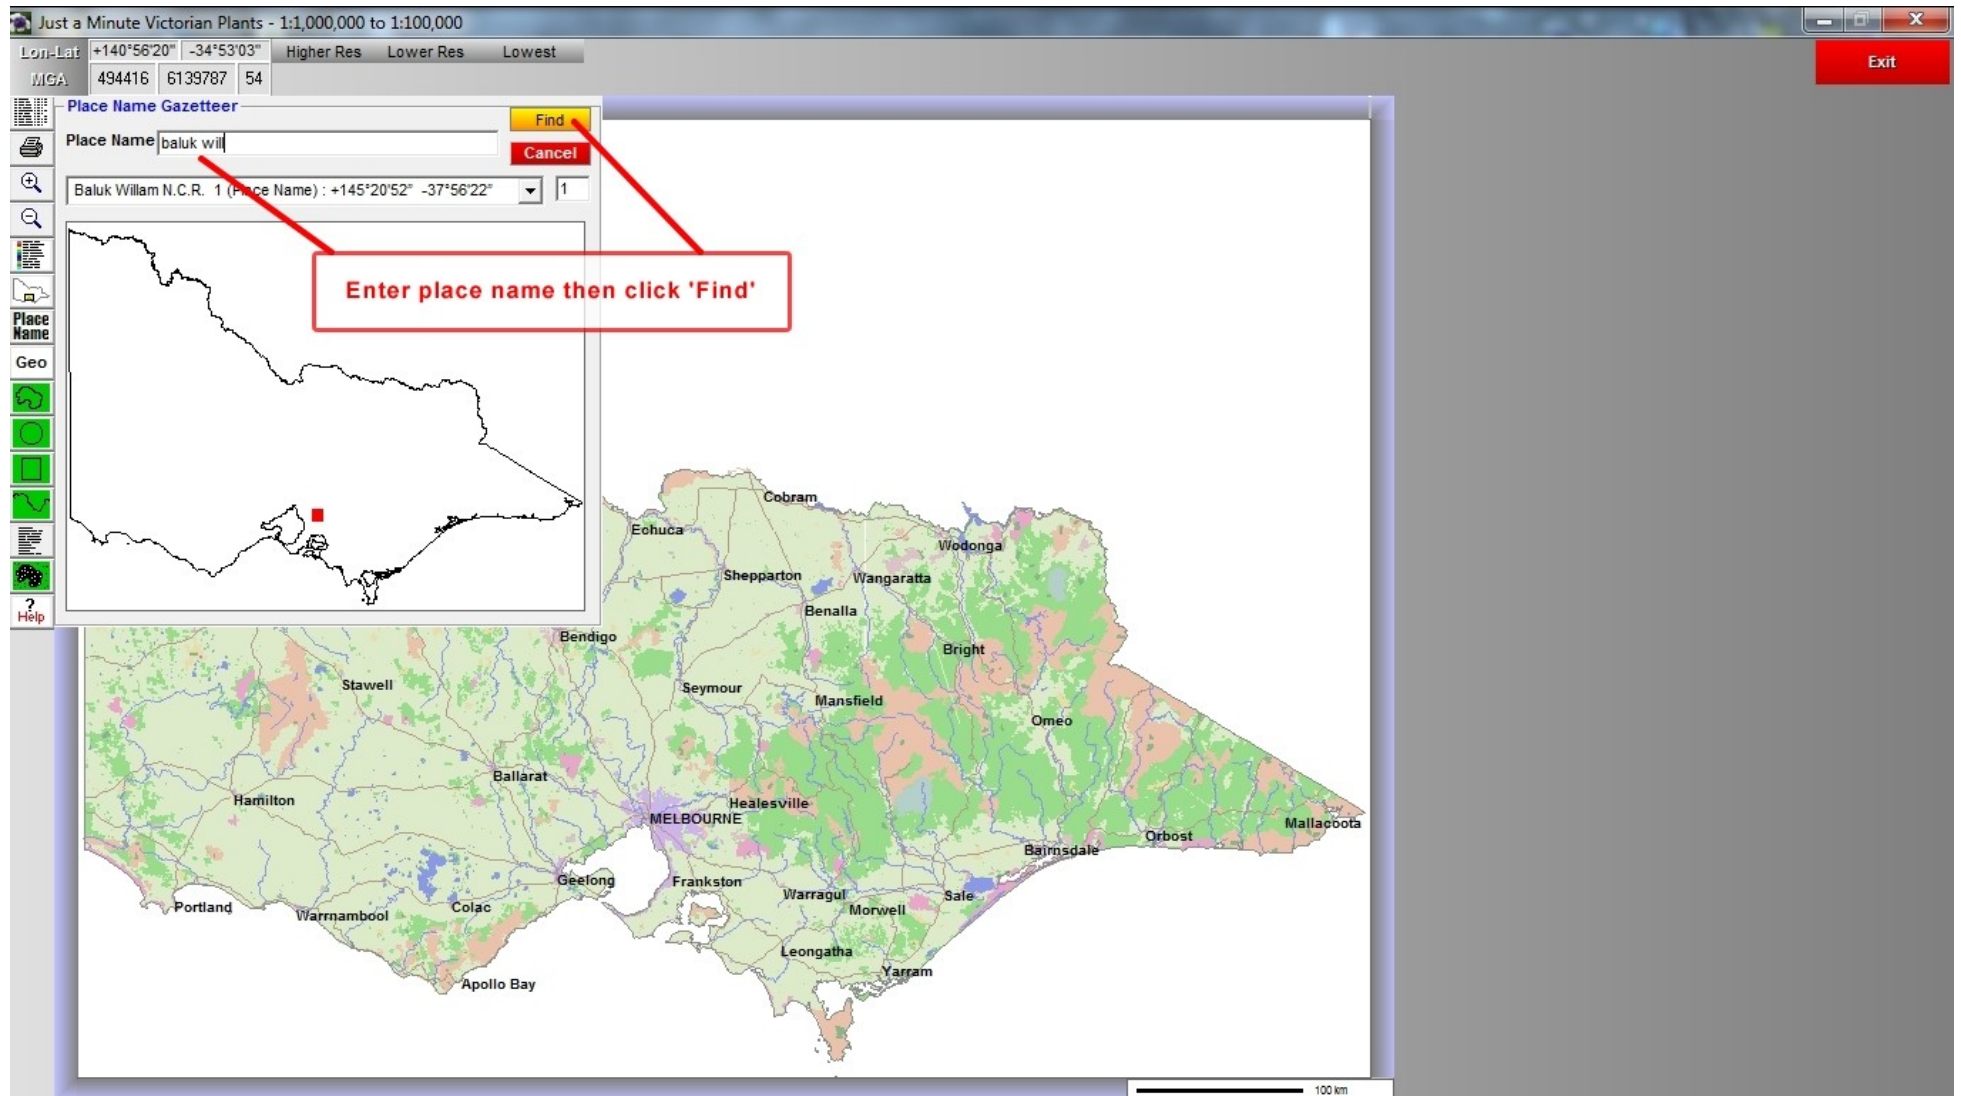 Just a Minute Victorian Plants - 1:1,000,000 to 1:100,000
Lon-Lat +140°56'20" -34°53'03" Higher Res Lower Res Lowest
Exit
MGA 494416 6139787 54
Place Name Gazetteer
Find
Place Name baluk will
Cancel
Baluk Willam N.C.R. 1 (Place Name) : +145°20'52" -37°56'22" 1
Enter place name then click 'Find'
Place
Name
Geo
?
Help
Cobram
Echuca
Wodonga
Shepparton
Wangaratta
Benalla
Bendigo
Bright
Stawell
Seymour
Mansfield
Omeo
Ballarat
Hamilton
Healesville
MELBOURNE
Mallacoota
Orbost
Bairnsdale
Geelong
Frankston
Warragul
Sale
Portland
Warrnambool
Colac
Morwell
Leongatha
Yarram
Apollo Bay
100 km